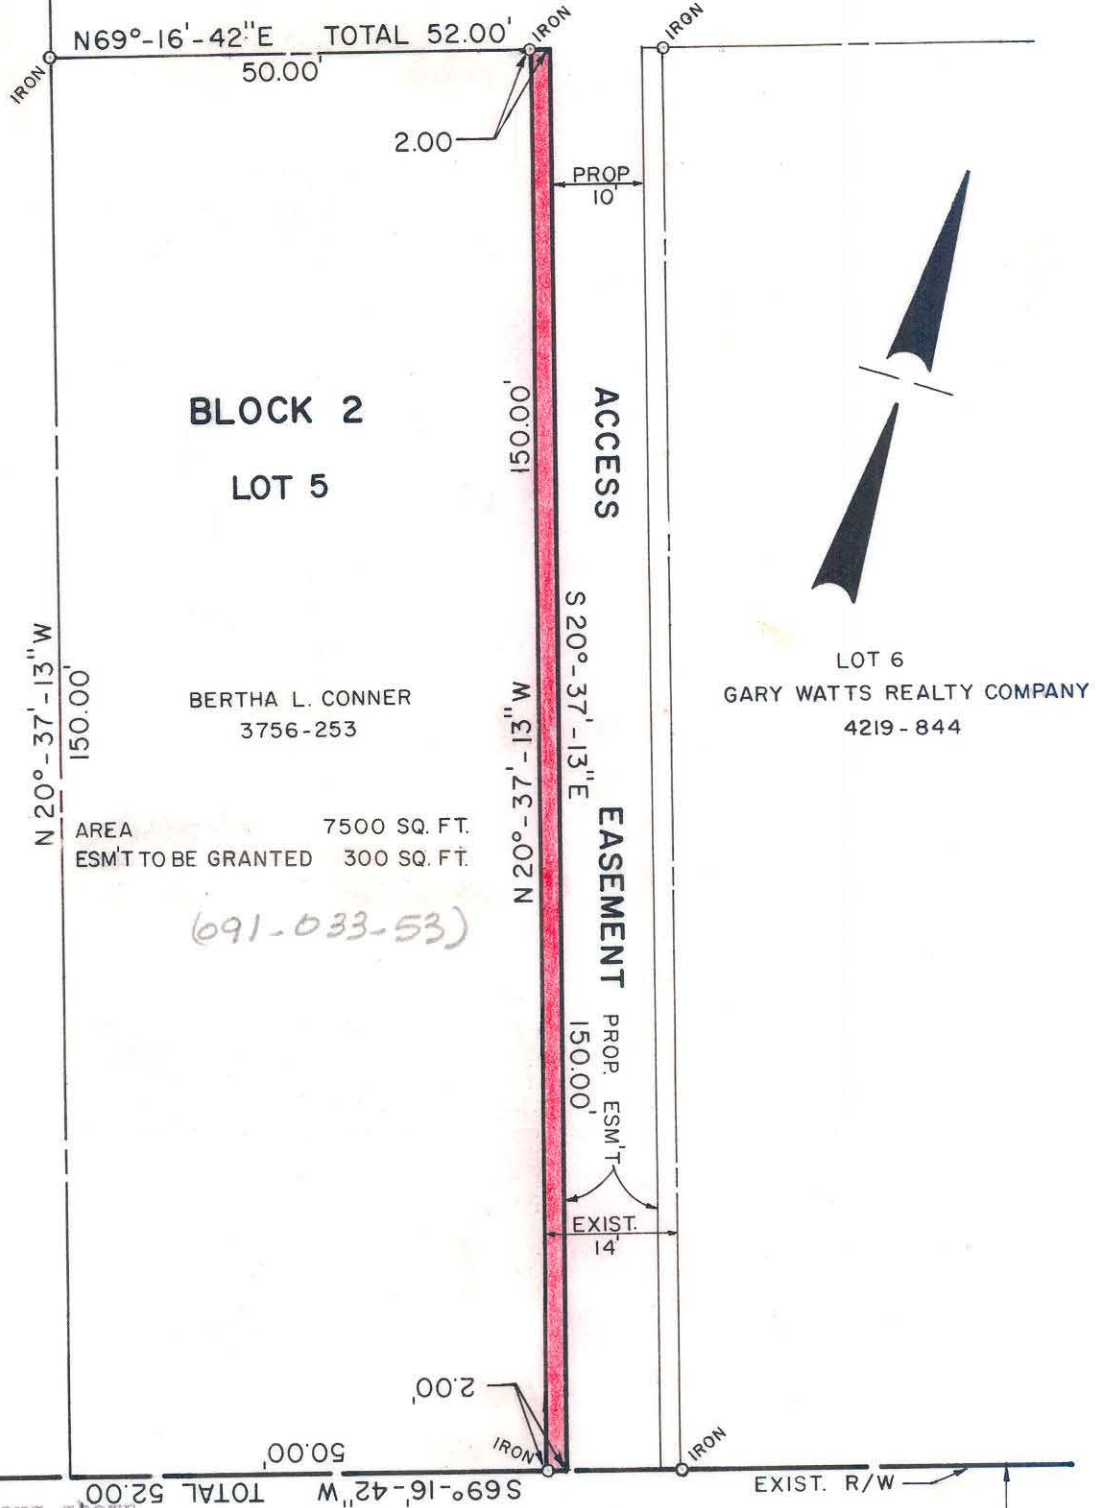 IRON
IRON
N69°-16'-42"E TOTAL 52.00'
IRON
50.00'
2.00
PROP
10'
BLOCK 2
LOT 5
150.00'
ACCESS
S 20°-37'-13"E
N 20°-37'-13"W
150.00'
N 20°-37'-13"W
BERTHA L. CONNER
3756-253
LOT 6
GARY WATTS REALTY COMPANY
4219-844
AREA 7500 SQ. FT.
ESM'T TO BE GRANTED 300 SQ. FT.
(691-033-53)
EASEMENT
150.00'
PROP. ESM'T
EXIST.
14'
2.00'
50.00'
IRON
IRON
S69°-16'-42"W TOTAL 52.00'
EXIST. R/W